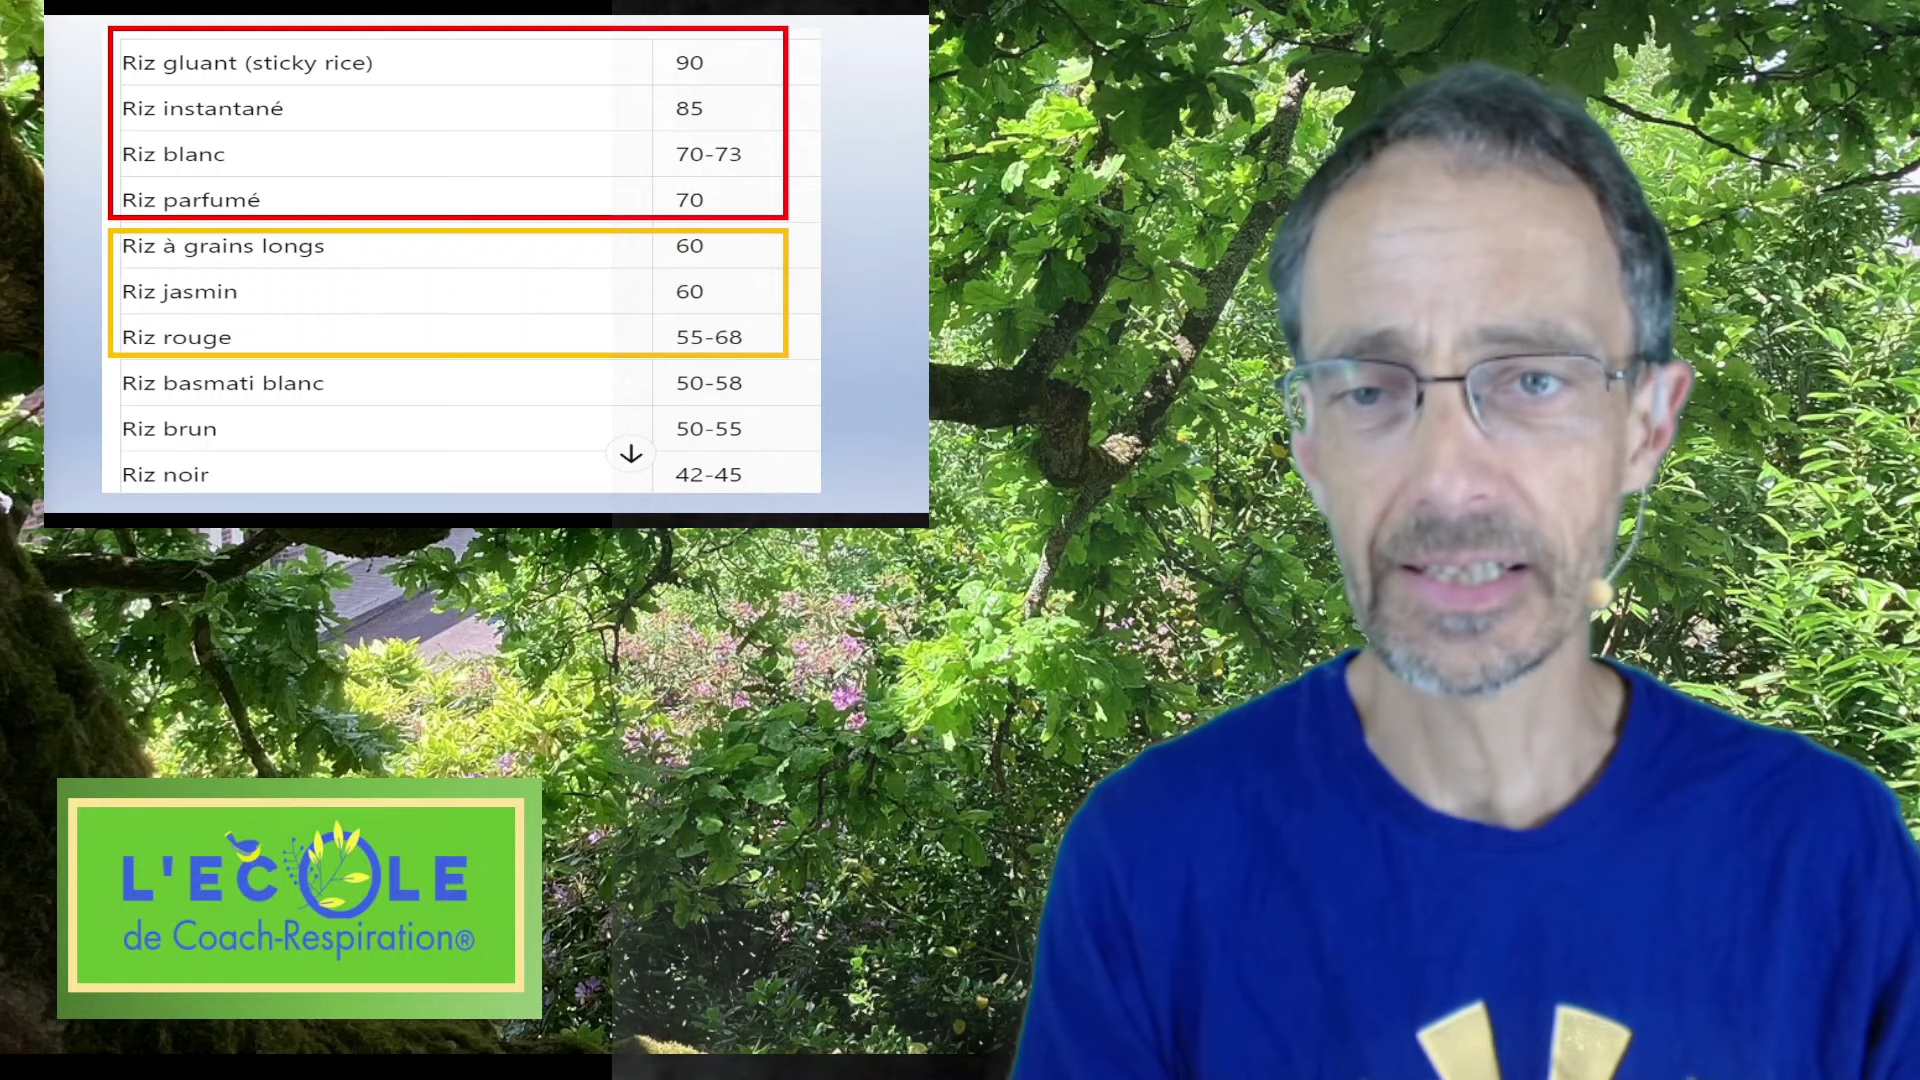 Riz gluant (sticky rice) 90
Riz instantané 85
Riz blanc 70-73
Riz parfumé 70
Riz à grains longs 60
Riz jasmin 60
Riz rouge 55-68
Riz basmati blanc 50-58
Riz brun 50-55
Riz noir 42-45
L'ECOLE
de Coach-Respiration®